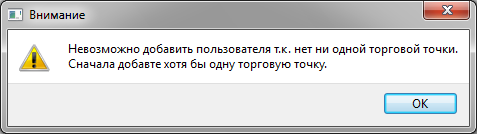 Внимание
Невозможно добавить пользователя т.к. нет ни одной торговой точки.
Сначала добавте хотя бы одну торговую точку.
OK